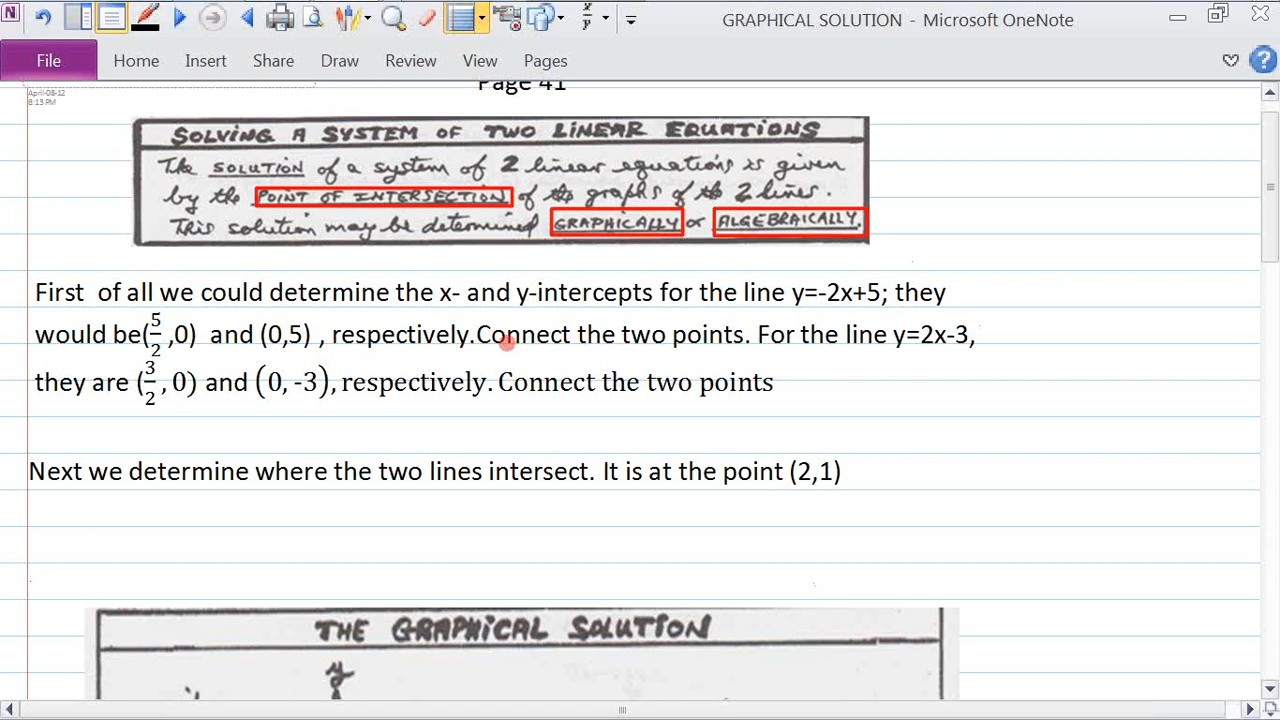 GRAPHICAL SOLUTION - Microsoft OneNote
File Home Insert Share Draw Review View Pages
Page 41
April-08-12
8:13 PM
SOLVING A SYSTEM OF TWO LINEAR EQUATIONS
The SOLUTION of a system of 2 linear equations is given
by the POINT OF INTERSECTION of the graphs of the 2 lines.
This solution may be determined GRAPHICALLY or ALGEBRAICALLY.
First of all we could determine the x- and y-intercepts for the line y=-2x+5; they
would be(5/2 ,0) and (0,5) , respectively.Connect the two points. For the line y=2x-3,
they are (3/2 , 0) and (0, -3), respectively. Connect the two points
Next we determine where the two lines intersect. It is at the point (2,1)
THE GRAPHICAL SOLUTION
y